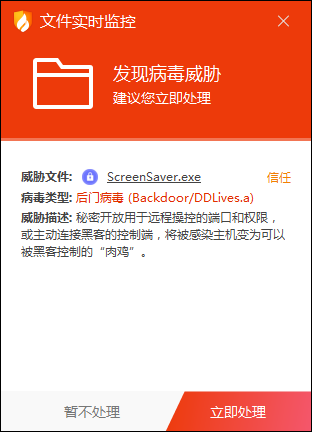 文件实时监控
发现病毒威胁
建议您立即处理
威胁文件: ScreenSaver.exe 信任
病毒类型: 后门病毒 (Backdoor/DDLives.a)
威胁描述: 秘密开放用于远程操控的端口和权限，
或主动连接黑客的控制端，将被感染主机变为可以
被黑客控制的“肉鸡”。
暂不处理 立即处理